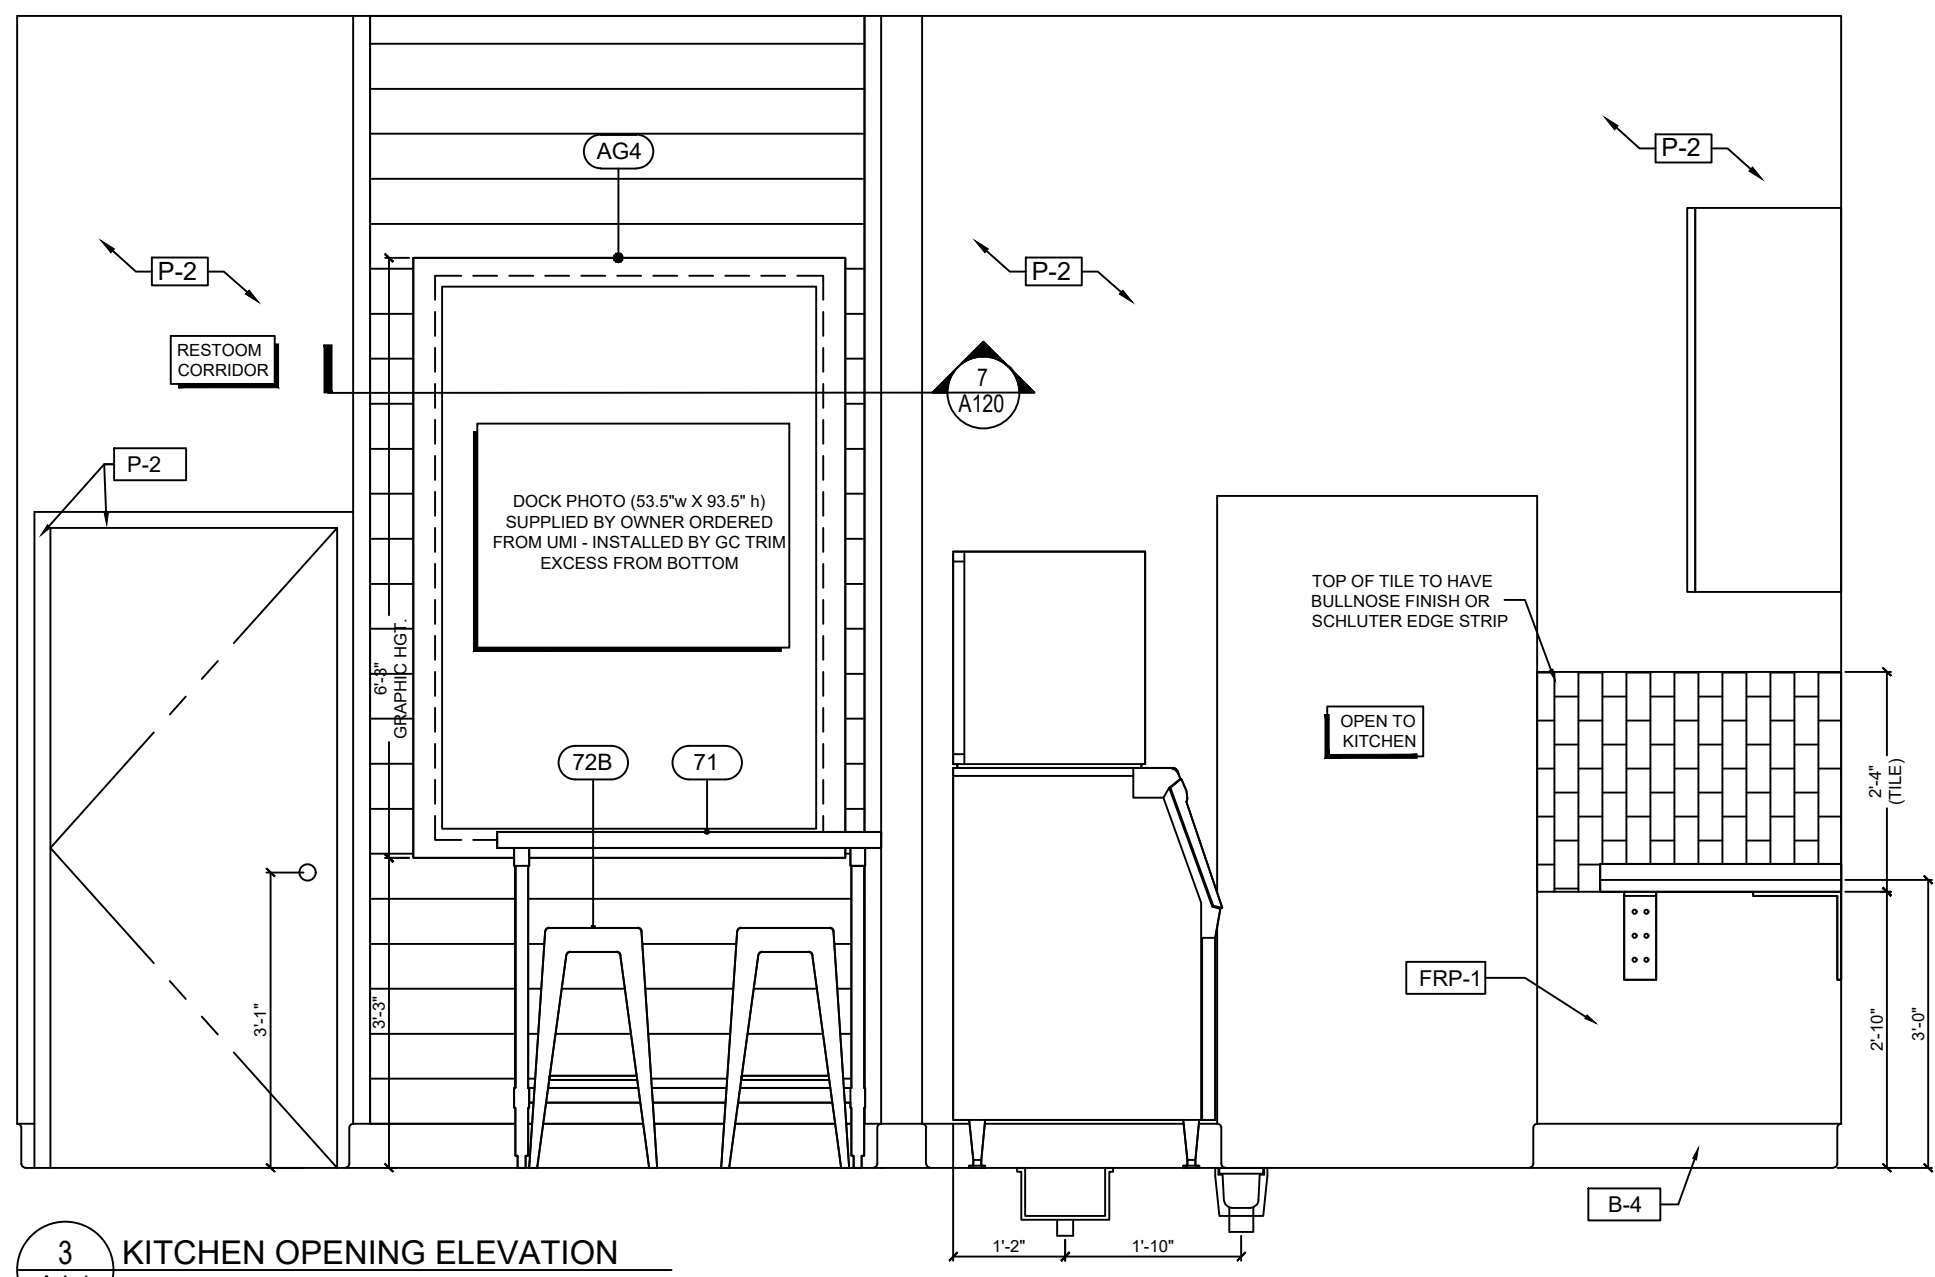 AG4
P-2
P-2
P-2
RESTOOM
CORRIDOR
7
A120
P-2
DOCK PHOTO (53.5"w X 93.5" h)
SUPPLIED BY OWNER ORDERED
FROM UMI - INSTALLED BY GC TRIM
EXCESS FROM BOTTOM
TOP OF TILE TO HAVE
BULLNOSE FINISH OR
SCHLUTER EDGE STRIP
6'-3"
GRAPHIC HGT.
OPEN TO
KITCHEN
72B
71
2'-4"
(TILE)
FRP-1
3'-1"
3'-3"
2'-10"
3'-0"
B-4
1'-2"
1'-10"
3
KITCHEN OPENING ELEVATION